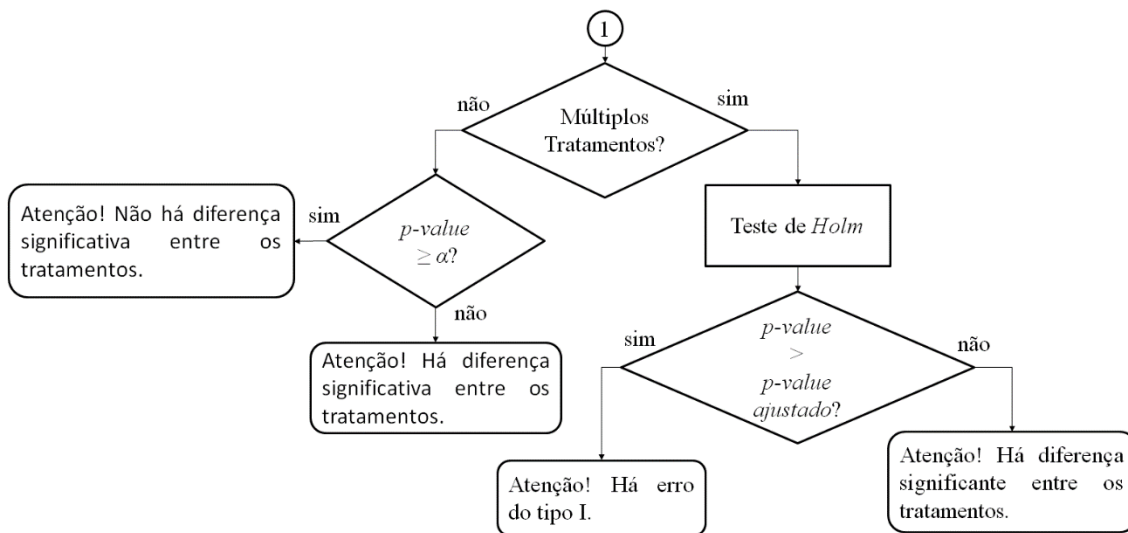 1
Múltiplos
Tratamentos?
não
sim
Atenção! Não há diferença
significativa entre os
tratamentos.
sim
p-value
≥ α?
não
Atenção! Há diferença
significativa entre os
tratamentos.
Teste de Holm
sim
p-value
>
p-value
ajustado?
não
Atenção! Há erro
do tipo I.
Atenção! Há diferença
significante entre os
tratamentos.